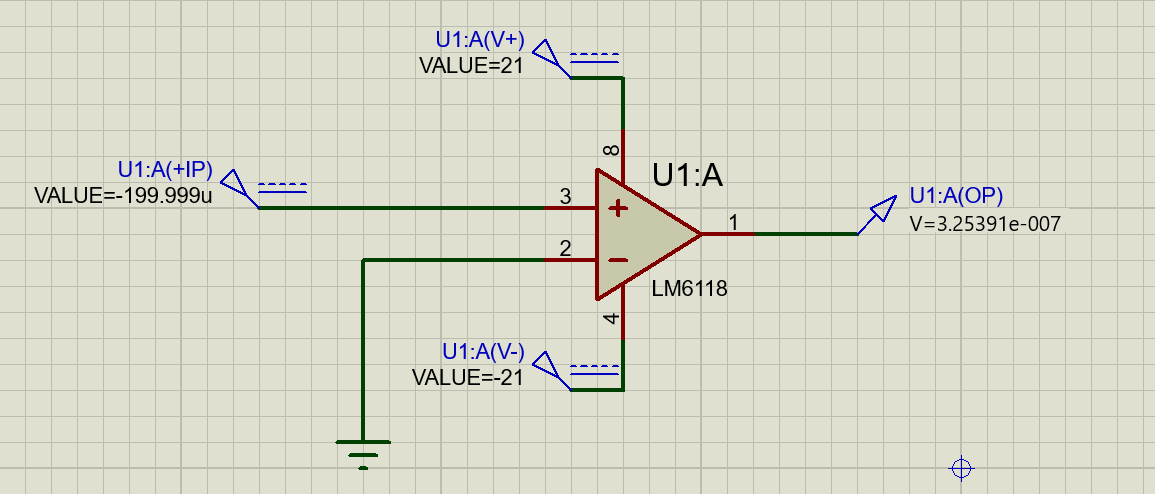 U1:A(V+)
VALUE=21
8
U1:A
U1:A(+IP)
VALUE=-199.999u
3
+
1
U1:A(OP)
V=3.25391e-007
2
−
LM6118
4
U1:A(V-)
VALUE=-21